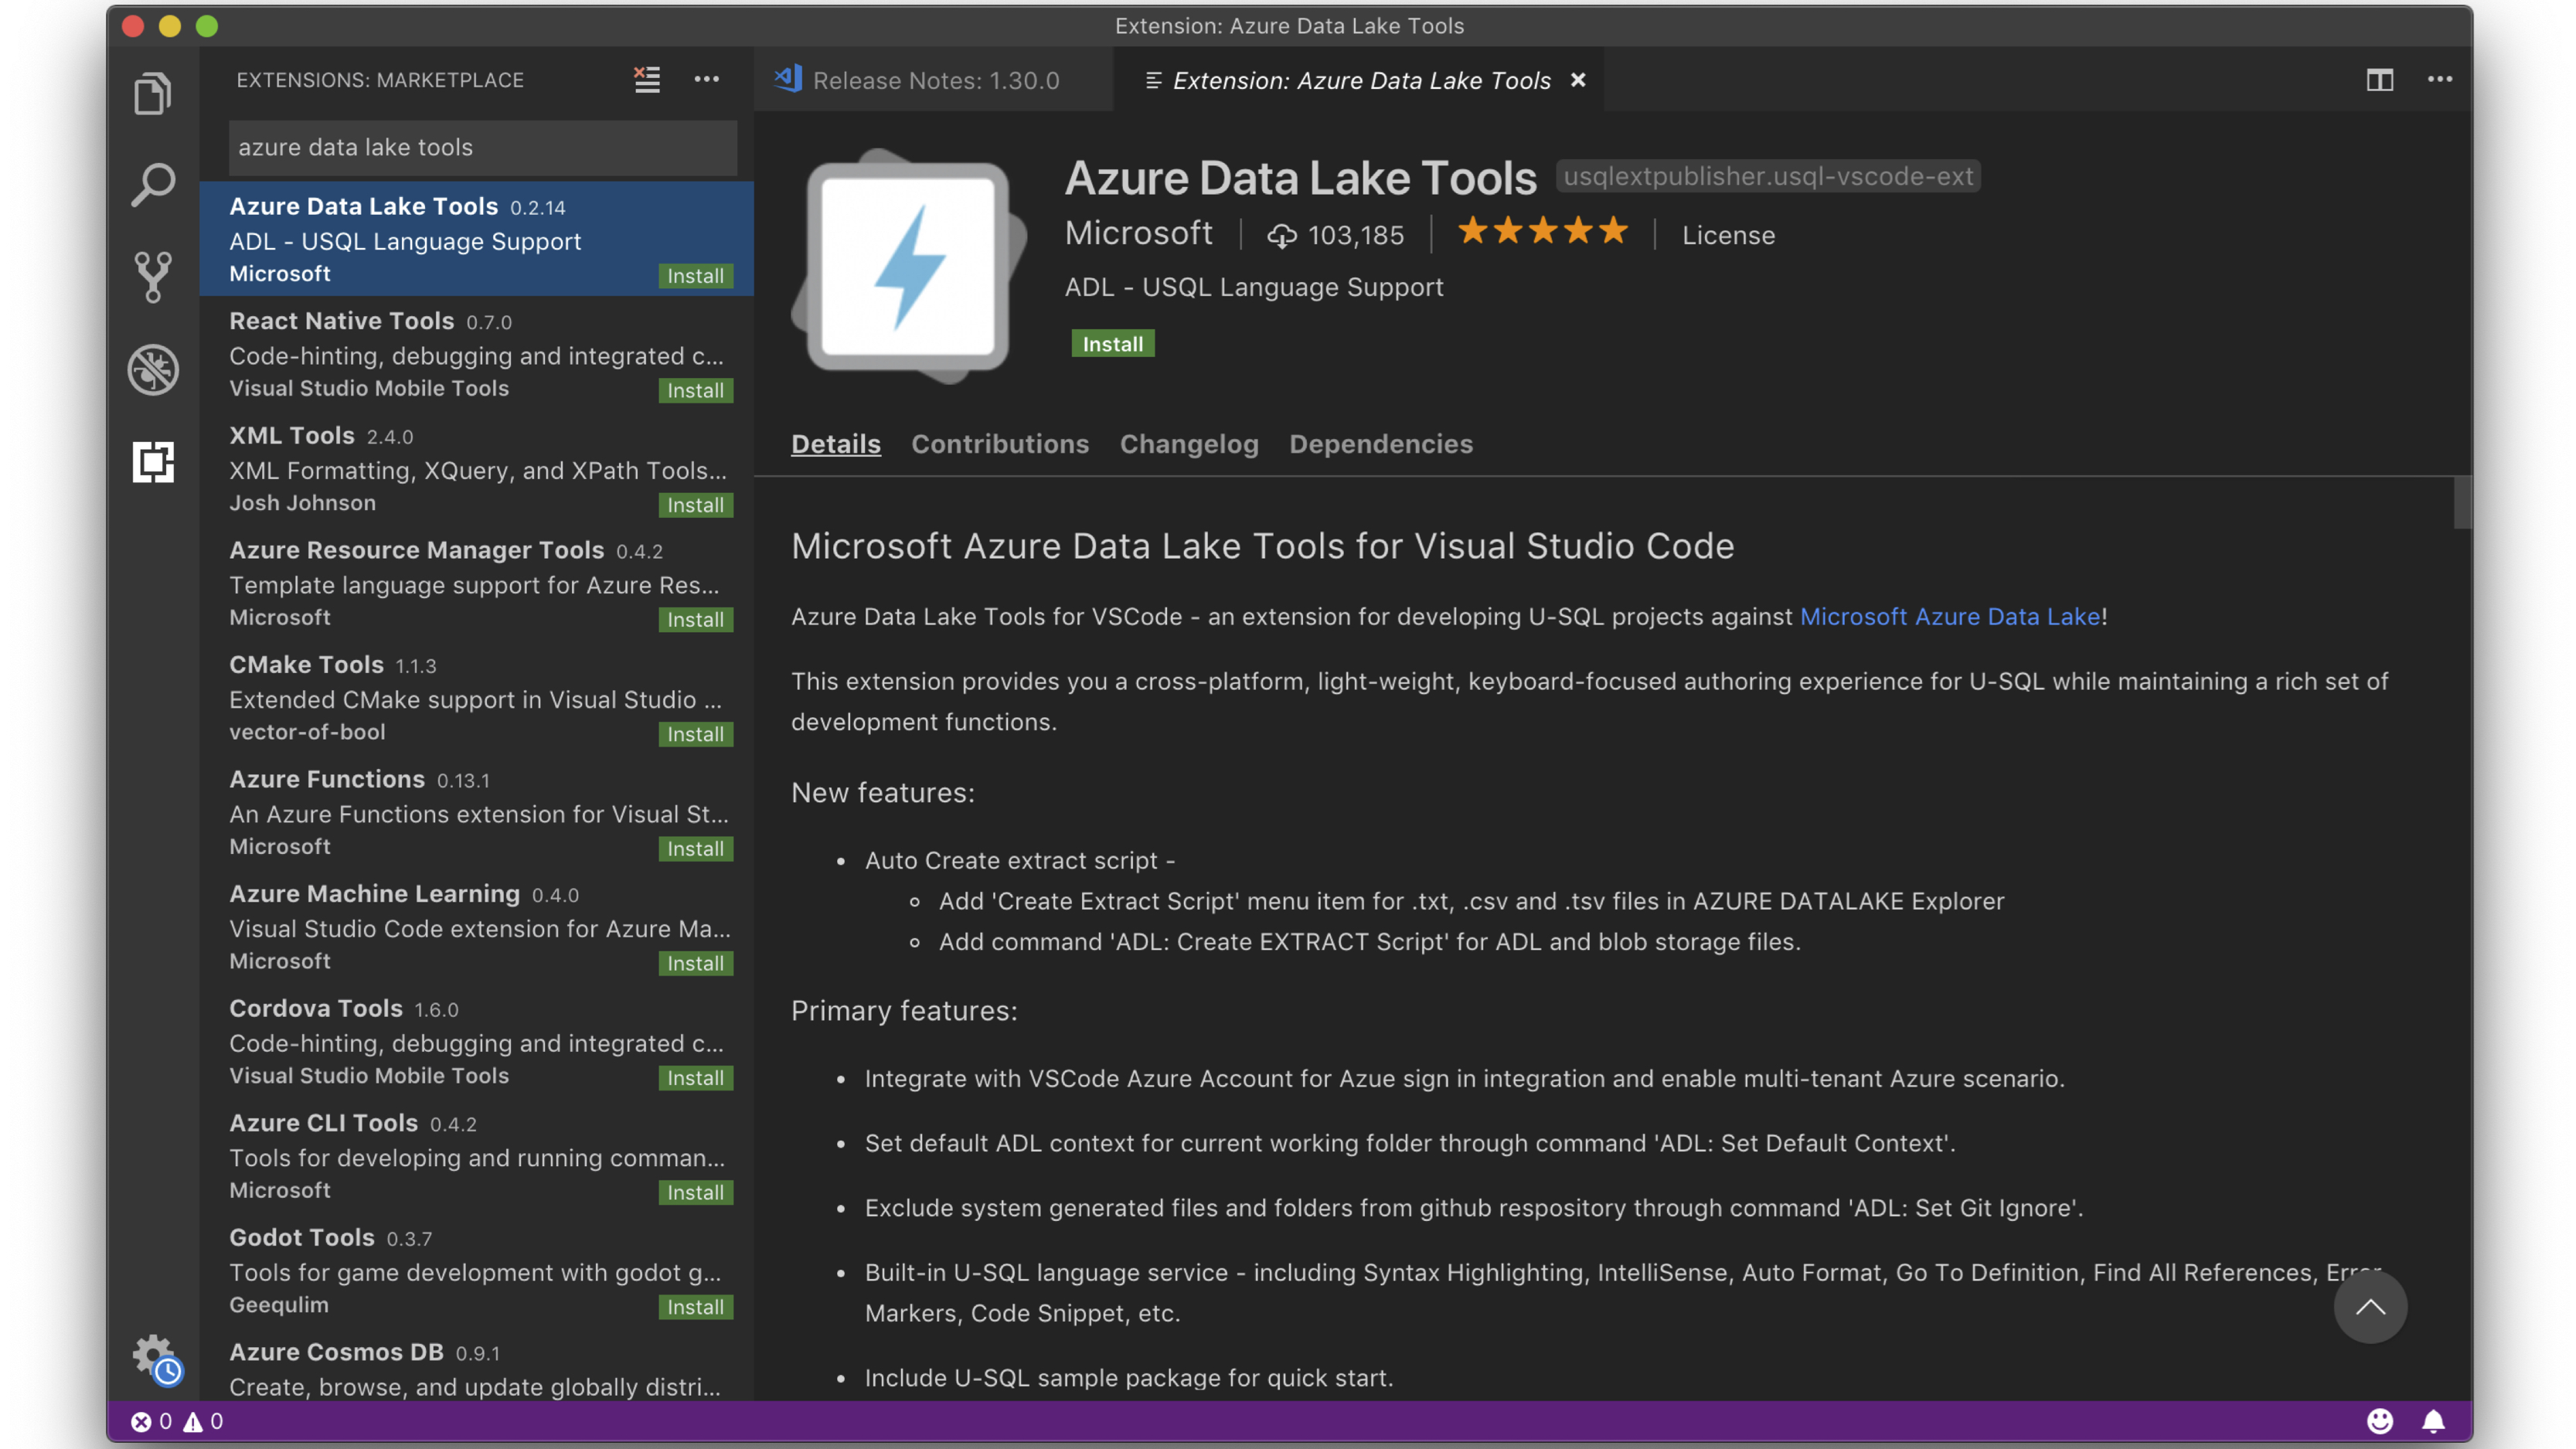 Extension: Azure Data Lake Tools
EXTENSIONS: MARKETPLACE
azure data lake tools
Azure Data Lake Tools 0.2.14
ADL - USQL Language Support
Microsoft Install
React Native Tools 0.7.0
Code-hinting, debugging and integrated c...
Visual Studio Mobile Tools Install
XML Tools 2.4.0
XML Formatting, XQuery, and XPath Tools...
Josh Johnson Install
Azure Resource Manager Tools 0.4.2
Template language support for Azure Res...
Microsoft Install
CMake Tools 1.1.3
Extended CMake support in Visual Studio ...
vector-of-bool Install
Azure Functions 0.13.1
An Azure Functions extension for Visual St...
Microsoft Install
Azure Machine Learning 0.4.0
Visual Studio Code extension for Azure Ma...
Microsoft Install
Cordova Tools 1.6.0
Code-hinting, debugging and integrated c...
Visual Studio Mobile Tools Install
Azure CLI Tools 0.4.2
Tools for developing and running comman...
Microsoft Install
Godot Tools 0.3.7
Tools for game development with godot g...
Geequlim Install
Azure Cosmos DB 0.9.1
Create, browse, and update globally distri...
Release Notes: 1.30.0
Extension: Azure Data Lake Tools
Azure Data Lake Tools usqlextpublisher.usql-vscode-ext
Microsoft 103,185 License
ADL - USQL Language Support
Install
Details Contributions Changelog Dependencies
Microsoft Azure Data Lake Tools for Visual Studio Code
Azure Data Lake Tools for VSCode - an extension for developing U-SQL projects against Microsoft Azure Data Lake!
This extension provides you a cross-platform, light-weight, keyboard-focused authoring experience for U-SQL while maintaining a rich set of
development functions.
New features:
Auto Create extract script -
Add 'Create Extract Script' menu item for .txt, .csv and .tsv files in AZURE DATALAKE Explorer
Add command 'ADL: Create EXTRACT Script' for ADL and blob storage files.
Primary features:
Integrate with VSCode Azure Account for Azue sign in integration and enable multi-tenant Azure scenario.
Set default ADL context for current working folder through command 'ADL: Set Default Context'.
Exclude system generated files and folders from github respository through command 'ADL: Set Git Ignore'.
Built-in U-SQL language service - including Syntax Highlighting, IntelliSense, Auto Format, Go To Definition, Find All References, Error
Markers, Code Snippet, etc.
Include U-SQL sample package for quick start.
0 0